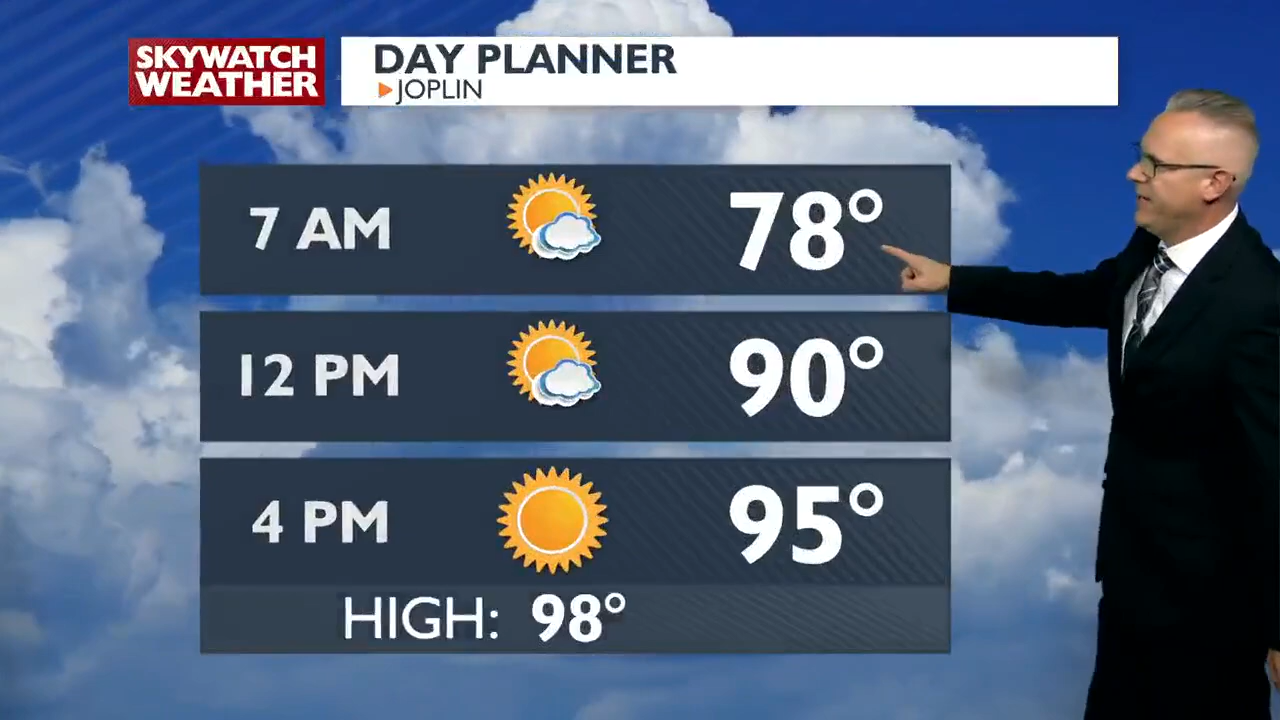 SKYWATCH
WEATHER
DAY PLANNER
JOPLIN
7 AM 78°
12 PM 90°
4 PM 95°
HIGH: 98°